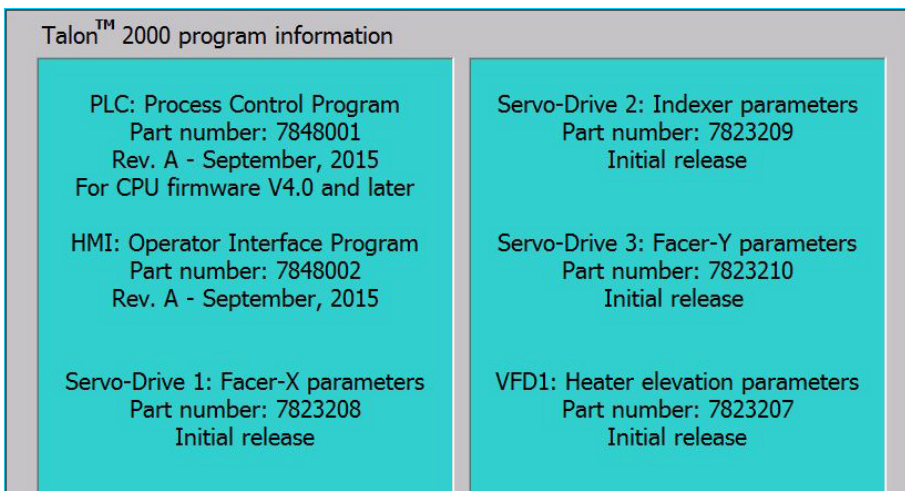 Talon™ 2000 program information
PLC: Process Control Program
Part number: 7848001
Rev. A - September, 2015
For CPU firmware V4.0 and later
HMI: Operator Interface Program
Part number: 7848002
Rev. A - September, 2015
Servo-Drive 1: Facer-X parameters
Part number: 7823208
Initial release
Servo-Drive 2: Indexer parameters
Part number: 7823209
Initial release
Servo-Drive 3: Facer-Y parameters
Part number: 7823210
Initial release
VFD1: Heater elevation parameters
Part number: 7823207
Initial release